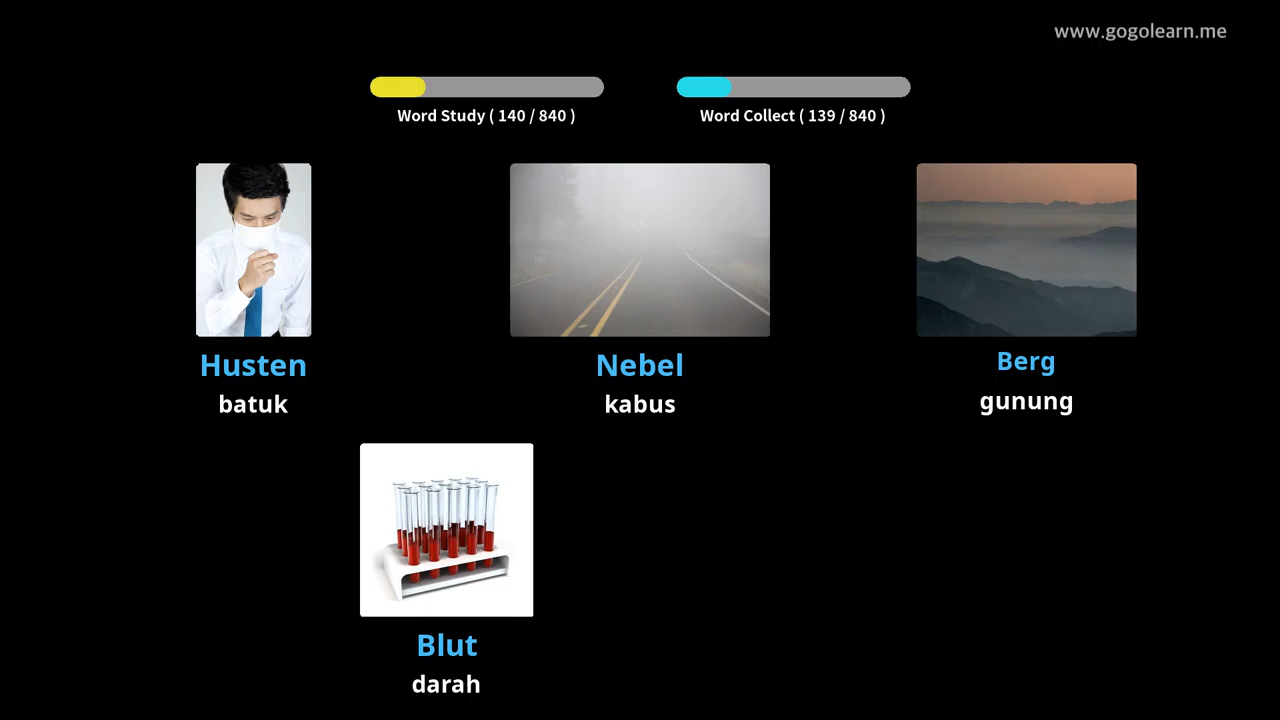 www.gogolearn.me
Word Study ( 140 / 840 )
Word Collect ( 139 / 840 )
Husten
batuk
Nebel
kabus
Berg
gunung
Blut
darah